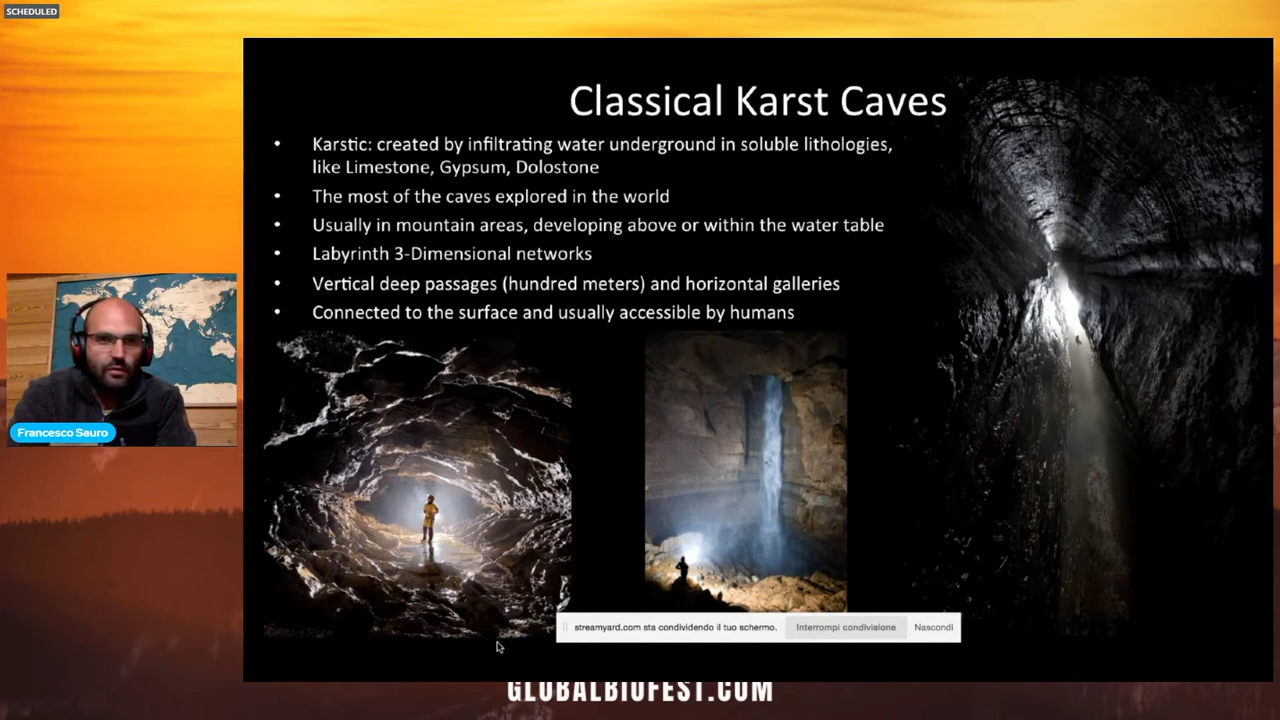 SCHEDULED
Classical Karst Caves
• Karstic: created by infiltrating water underground in soluble lithologies,
like Limestone, Gypsum, Dolostone
• The most of the caves explored in the world
• Usually in mountain areas, developing above or within the water table
• Labyrinth 3-Dimensional networks
• Vertical deep passages (hundred meters) and horizontal galleries
• Connected to the surface and usually accessible by humans
Francesco Sauro
streamyard.com sta condividendo il tuo schermo. Interrompi condivisione Nascondi
GLOBALBIOFEST.COM